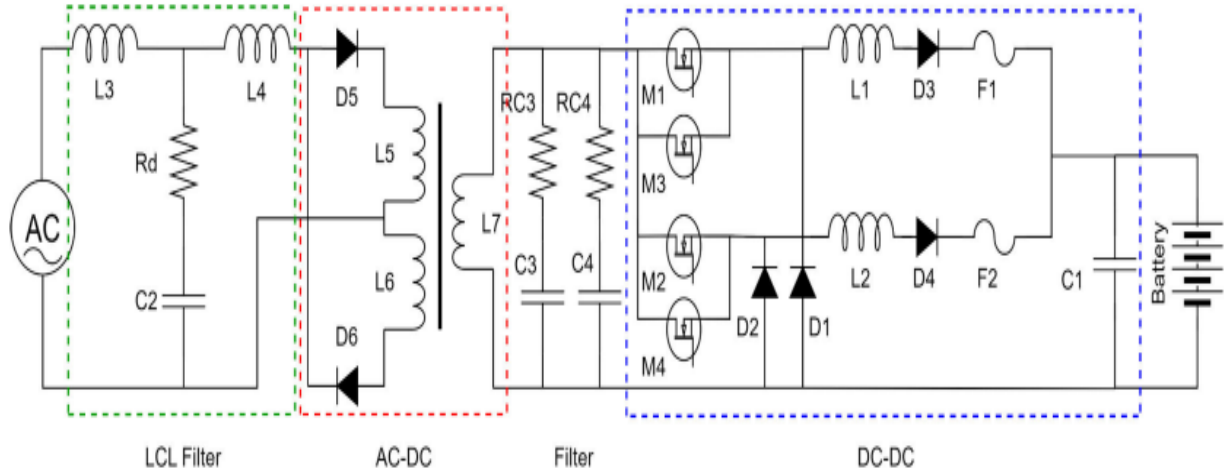 L3
L4
D5
Rd
L5
RC3
RC4
M1
L1
D3
F1
M3
AC
L7
L6
C2
C3
C4
M2
L2
D4
F2
C1
Battery
D6
D2
D1
M4
LCL Filter
AC-DC
Filter
DC-DC